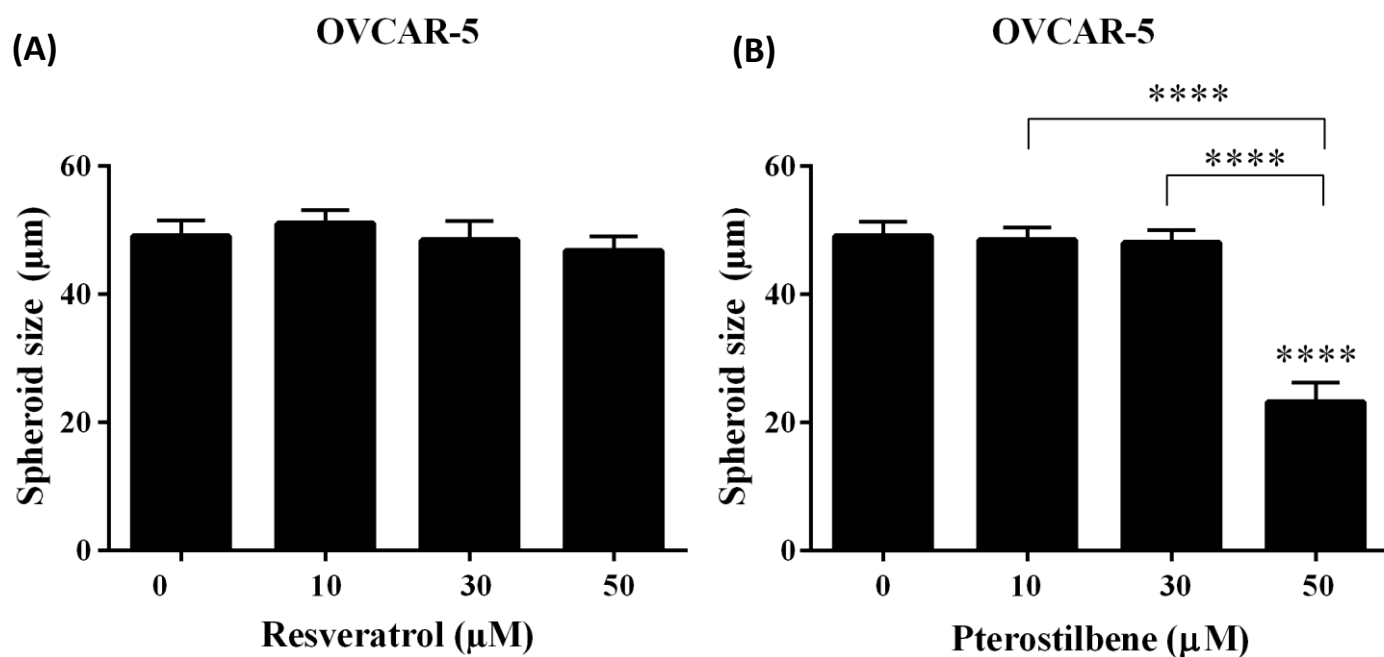 (A)
OVCAR-5
Spheroid size (µm)
60
40
20
0
0 10 30 50
Resveratrol (µM)
(B)
OVCAR-5
****
****
****
Spheroid size (µm)
60
40
20
0
0 10 30 50
Pterostilbene (µM)